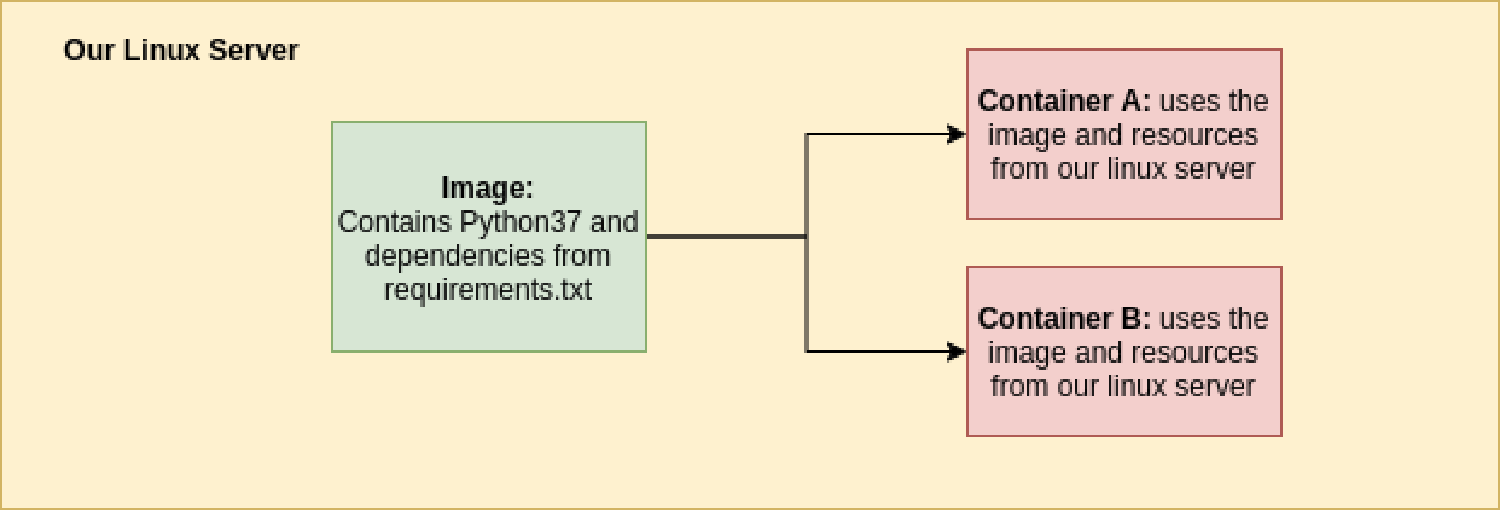 Our Linux Server
Image:
Contains Python37 and
dependencies from
requirements.txt
Container A: uses the
image and resources
from our linux server
Container B: uses the
image and resources
from our linux server